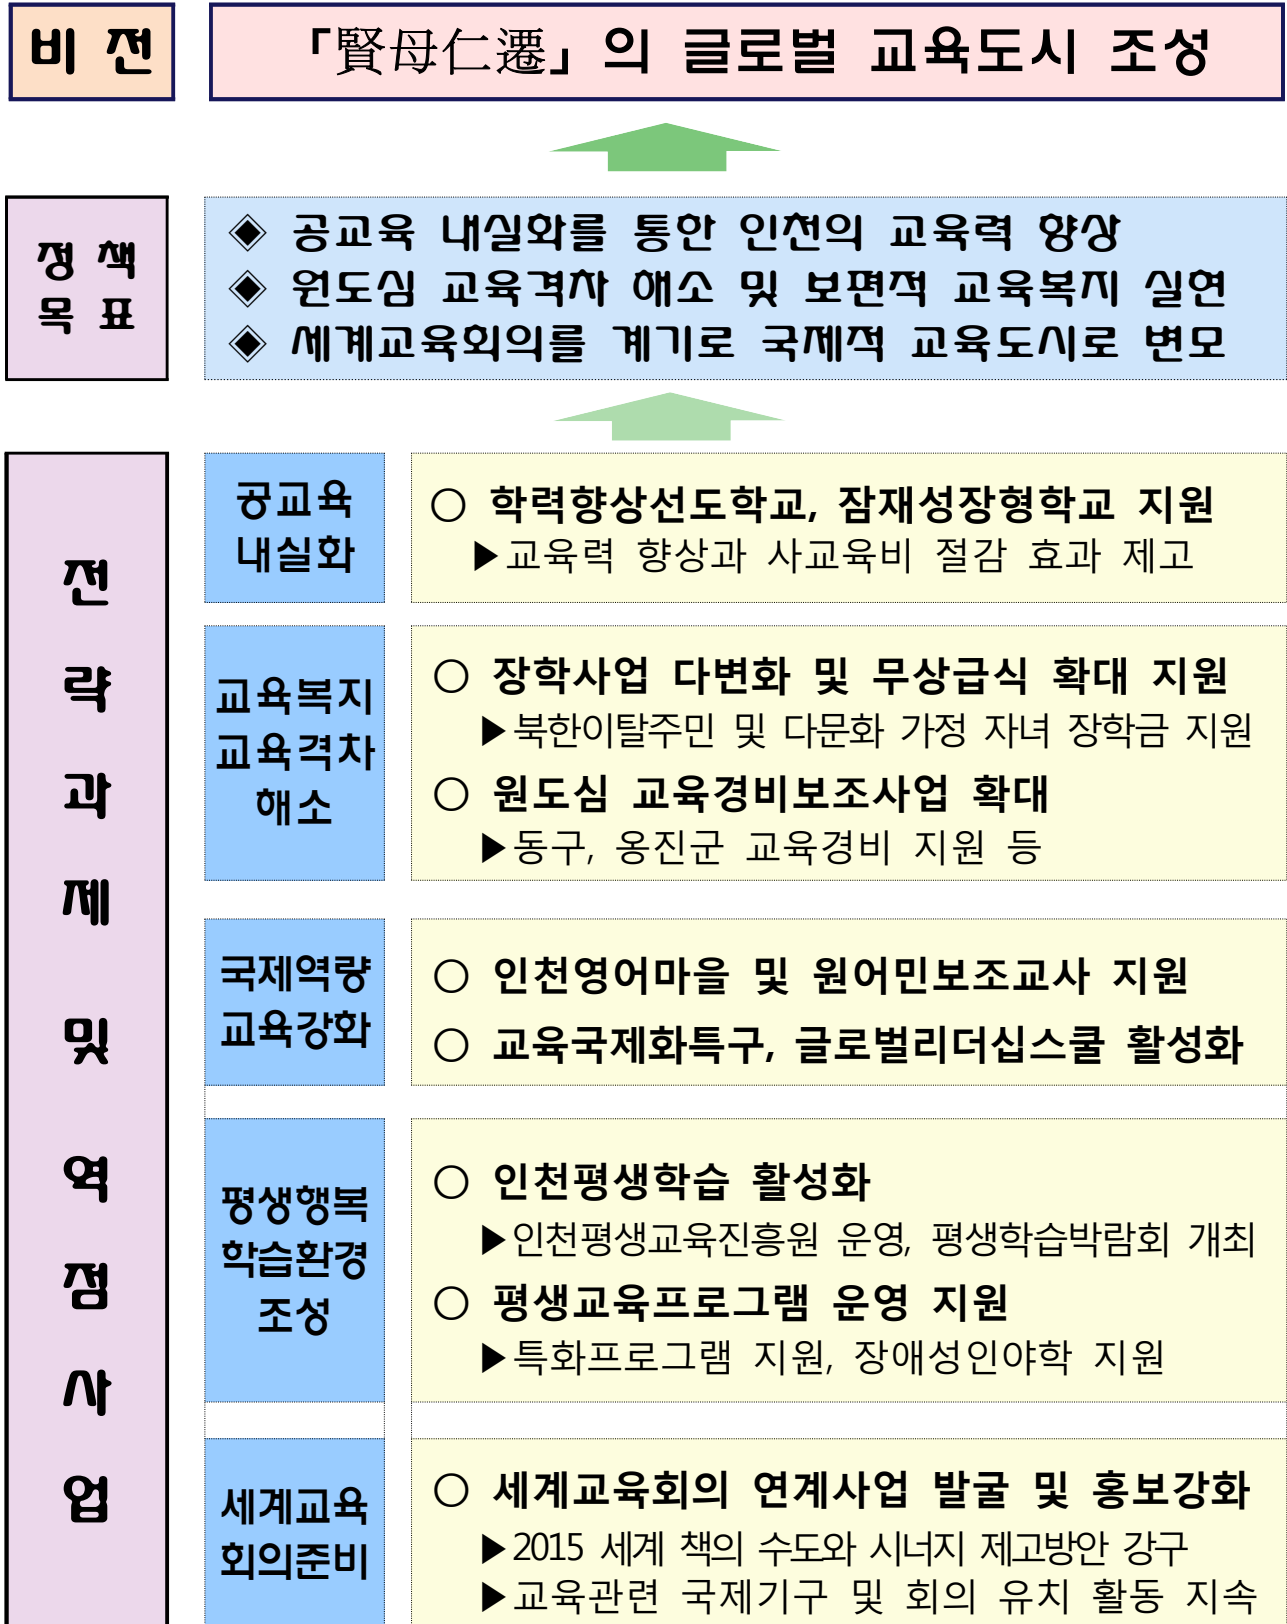 비 전
「賢母仁遷」의 글로벌 교육도시 조성
정 책
목 표
◈ 공교육 내실화를 통한 인천의 교육력 향상
◈ 원도심 교육격차 해소 및 보편적 교육복지 실현
◈ 세계교육회의를 계기로 국제적 교육도시로 변모
전
략
과
제
및
역
점
사
업
공교육
내실화
○ 학력향상선도학교, 잠재성장형학교 지원
▶교육력 향상과 사교육비 절감 효과 제고
교육복지
교육격차
해소
○ 장학사업 다변화 및 무상급식 확대 지원
▶북한이탈주민 및 다문화 가정 자녀 장학금 지원
○ 원도심 교육경비보조사업 확대
▶동구, 옹진군 교육경비 지원 등
국제역량
교육강화
○ 인천영어마을 및 원어민보조교사 지원
○ 교육국제화특구, 글로벌리더십스쿨 활성화
평생행복
학습환경
조성
○ 인천평생학습 활성화
▶인천평생교육진흥원 운영, 평생학습박람회 개최
○ 평생교육프로그램 운영 지원
▶특화프로그램 지원, 장애성인야학 지원
세계교육
회의준비
○ 세계교육회의 연계사업 발굴 및 홍보강화
▶2015 세계 책의 수도와 시너지 제고방안 강구
▶교육관련 국제기구 및 회의 유치 활동 지속